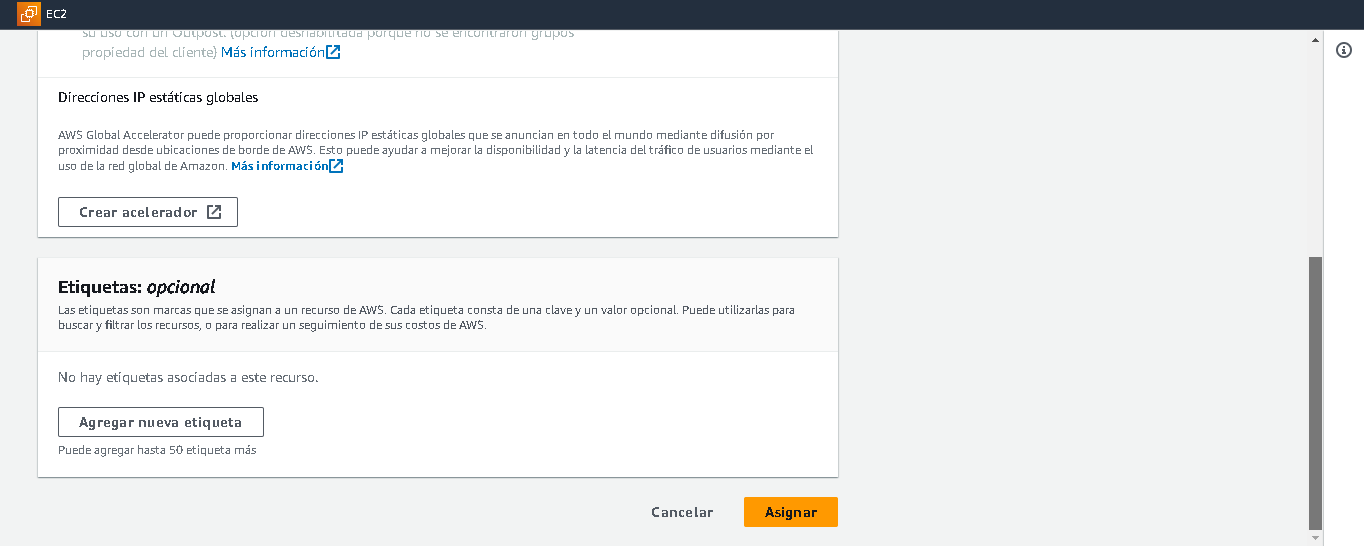 EC2
su uso con un Outpost. (opción deshabilitada porque no se encontraron grupos
propiedad del cliente) Más información
Direcciones IP estáticas globales
AWS Global Accelerator puede proporcionar direcciones IP estáticas globales que se anuncian en todo el mundo mediante difusión por
proximidad desde ubicaciones de borde de AWS. Esto puede ayudar a mejorar la disponibilidad y la latencia del tráfico de usuarios mediante el
uso de la red global de Amazon. Más información
Crear acelerador
Etiquetas: opcional
Las etiquetas son marcas que se asignan a un recurso de AWS. Cada etiqueta consta de una clave y un valor opcional. Puede utilizarlas para
buscar y filtrar los recursos, o para realizar un seguimiento de sus costos de AWS.
No hay etiquetas asociadas a este recurso.
Agregar nueva etiqueta
Puede agregar hasta 50 etiqueta más
Cancelar
Asignar